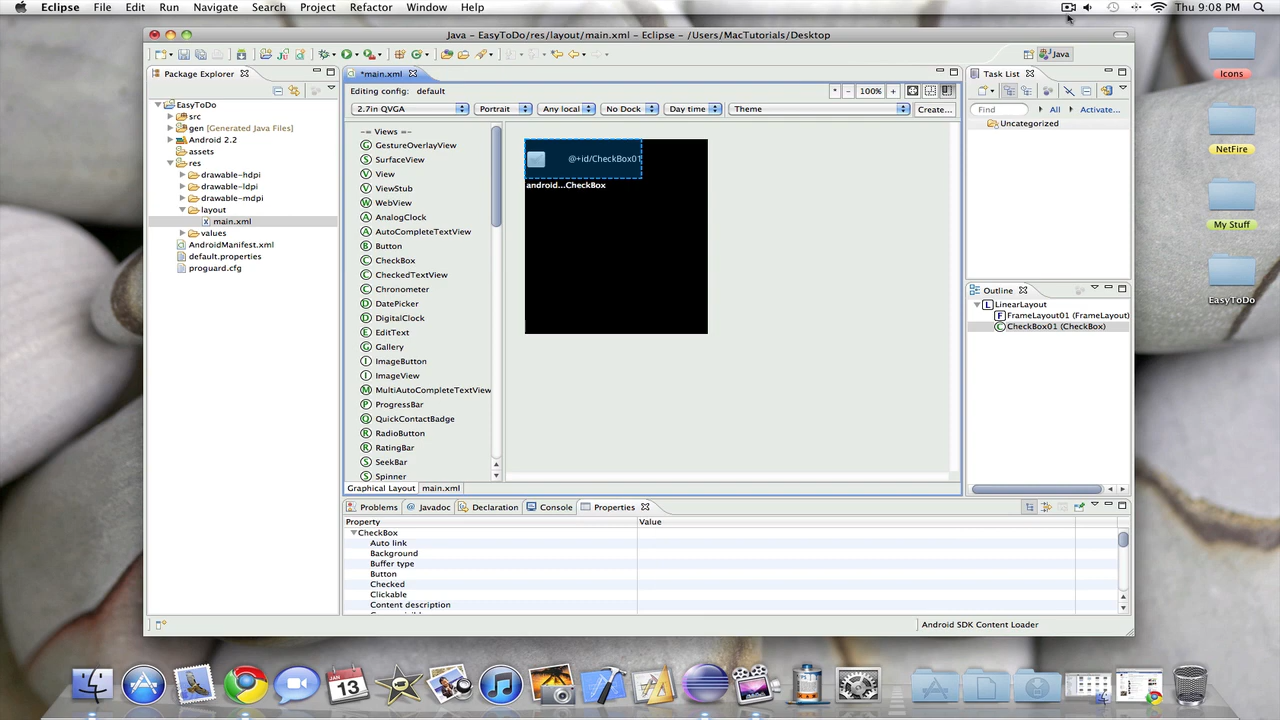 Eclipse File Edit Source Navigate Search Project Refactor Window Help Thu 9:08 PM
Java – EasyToDo/res/layout/main.xml – Eclipse – /Users/MacTutorials/Desktop
Java
Package Explorer
EasyToDo
src
gen [Generated Java Files]
Android 2.2
assets
res
drawable-hdpi
drawable-ldpi
drawable-mdpi
layout
main.xml
values
AndroidManifest.xml
default.properties
proguard.cfg
*main.xml
Editing config: default
100%
2.7in QVGA Portrait Any local No Dock Day time Theme Create...
-= Views =-
GestureOverlayView
SurfaceView
View
ViewStub
WebView
AnalogClock
AutoCompleteTextView
Button
CheckBox
CheckedTextView
Chronometer
DatePicker
DigitalClock
EditText
Gallery
ImageButton
ImageView
MultiAutoCompleteTextView
ProgressBar
QuickContactBadge
RadioButton
RatingBar
SeekBar
Spinner
@+id/CheckBox01
android...CheckBox
Graphical Layout main.xml
Task List
Find All Activate...
Uncategorized
Outline
LinearLayout
FrameLayout01 (FrameLayout)
CheckBox01 (CheckBox)
Problems Javadoc Declaration Console Properties
Property Value
CheckBox
Auto link
Background
Buffer type
Button
Checked
Clickable
Content description
Android SDK Content Loader
Icons
NetFire
My Stuff
EasyToDo
JAN
13